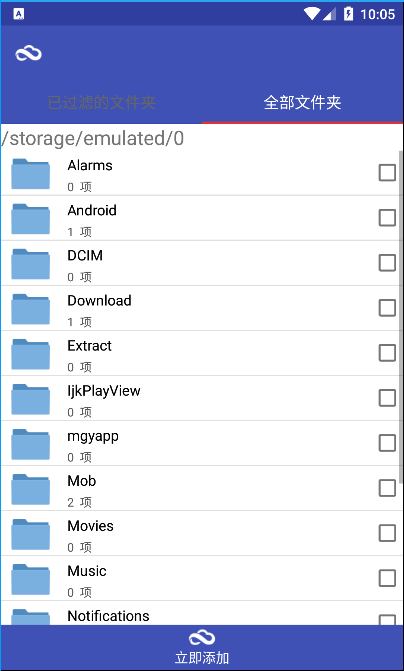 A
10:05
已过滤的文件夹
全部文件夹
/storage/emulated/0
Alarms
0 项
Android
1 项
DCIM
0 项
Download
1 项
Extract
0 项
IjkPlayView
0 项
mgyapp
0 项
Mob
2 项
Movies
0 项
Music
0 项
Notifications
立即添加